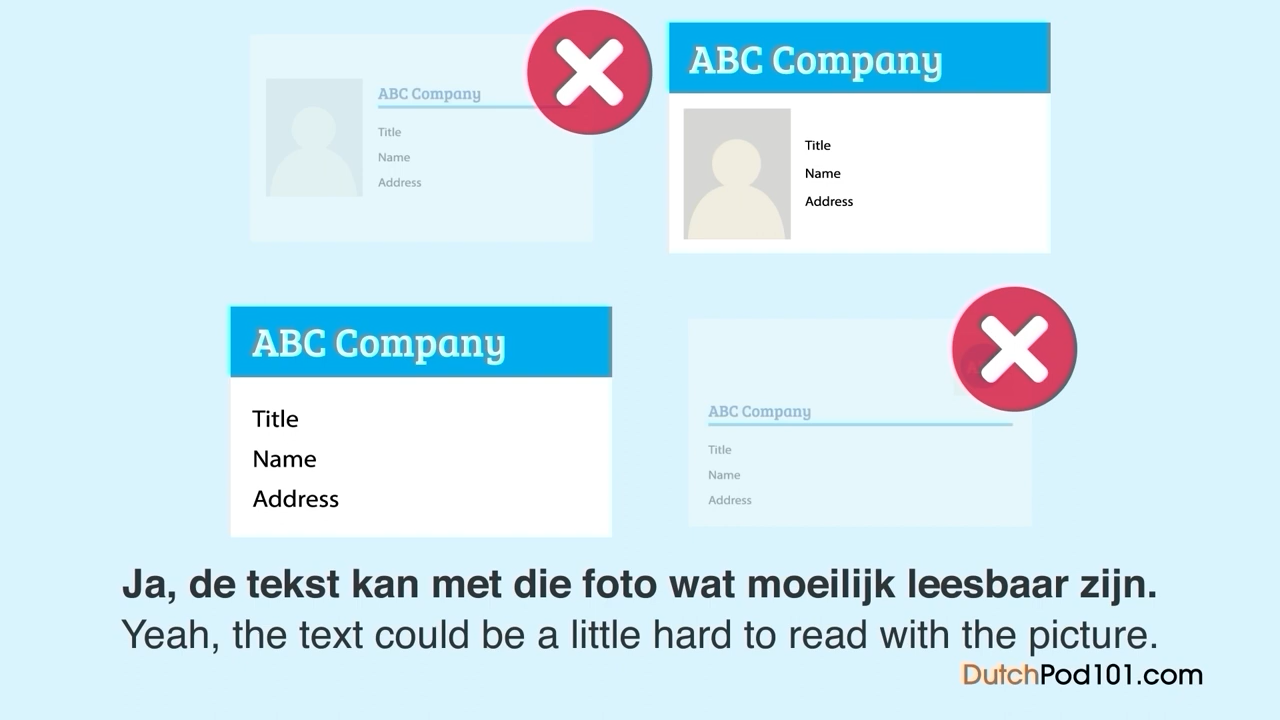 ABC Company
Title
Name
Address
ABC Company
Title
Name
Address
ABC Company
Title
Name
Address
ABC Company
Title
Name
Address
Ja, de tekst kan met die foto wat moeilijk leesbaar zijn.
Yeah, the text could be a little hard to read with the picture.
DutchPod101.com